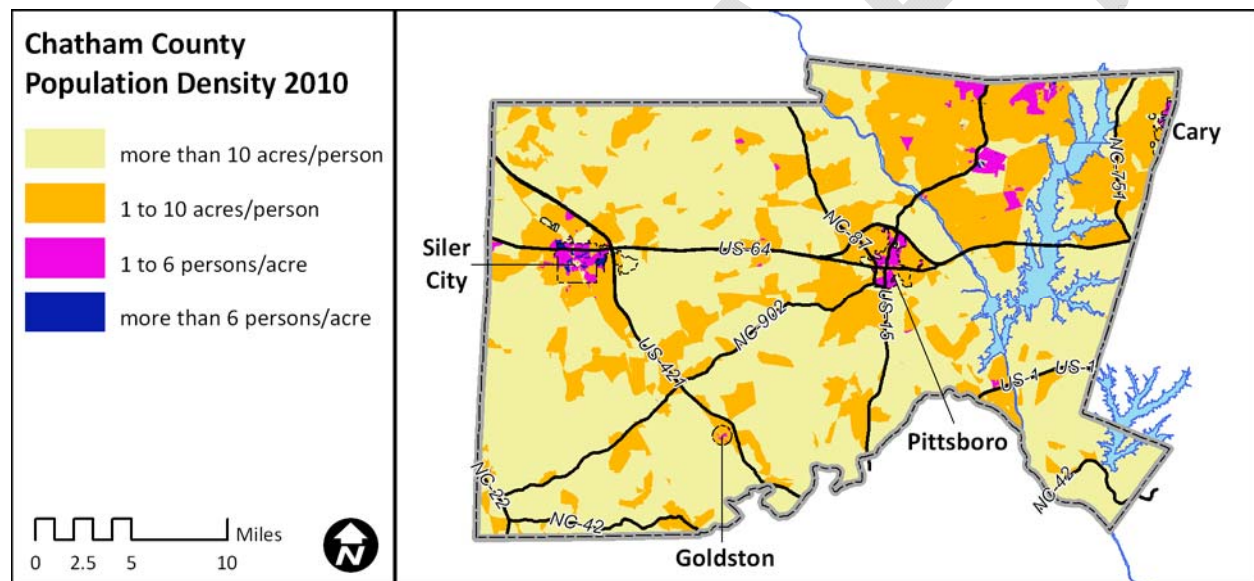 Chatham County
Population Density 2010
more than 10 acres/person
1 to 10 acres/person
1 to 6 persons/acre
more than 6 persons/acre
0 2.5 5 10
Miles
N
Cary
NC-751
NC-87
Siler
City
US-64
US-15
NC-902
US-421
US-1
US-1
Pittsboro
NC-22
NC-42
NC-42
Goldston